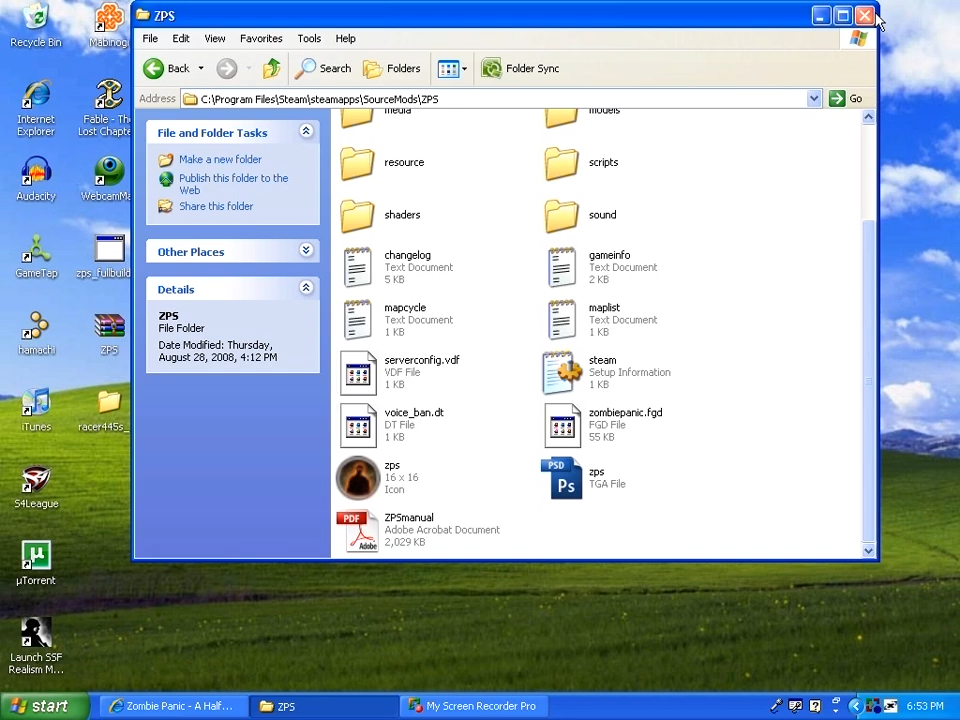 ZPS
File Edit View Favorites Tools Help
Back Search Folders Folder Sync
Address C:\Program Files\Steam\steamapps\SourceMods\ZPS Go
File and Folder Tasks
Make a new folder
Publish this folder to the
Web
Share this folder
Other Places
Details
ZPS
File Folder
Date Modified: Thursday,
August 28, 2008, 4:12 PM
media
models
resource
scripts
shaders
sound
changelog
Text Document
5 KB
gameinfo
Text Document
2 KB
mapcycle
Text Document
1 KB
maplist
Text Document
1 KB
serverconfig.vdf
VDF File
1 KB
steam
Setup Information
1 KB
voice_ban.dt
DT File
1 KB
zombiepanic.fgd
FGD File
55 KB
zps
16 x 16
Icon
PSD
Ps
zps
TGA File
PDF
Adobe
ZPSmanual
Adobe Acrobat Document
2,029 KB
Recycle Bin
Mabinog
Internet
Explorer
Fable - Th
Lost Chapte
Audacity
WebcamMa
GameTap
zps_fullbuild
hamachi
ZPS
iTunes
racer445s_
S4League
µTorrent
Launch SSF
Realism M...
start
Zombie Panic - A Half...
ZPS
My Screen Recorder Pro
6:53 PM